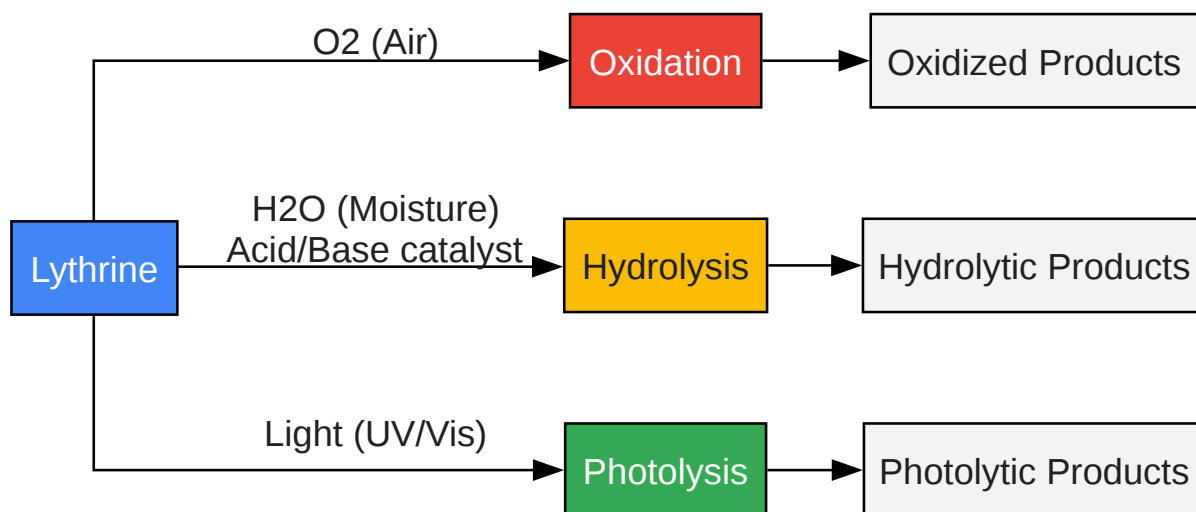 O2 (Air)
Oxidation
Oxidized Products
Lythrine
H2O (Moisture)
Acid/Base catalyst
Hydrolysis
Hydrolytic Products
Light (UV/Vis)
Photolysis
Photolytic Products